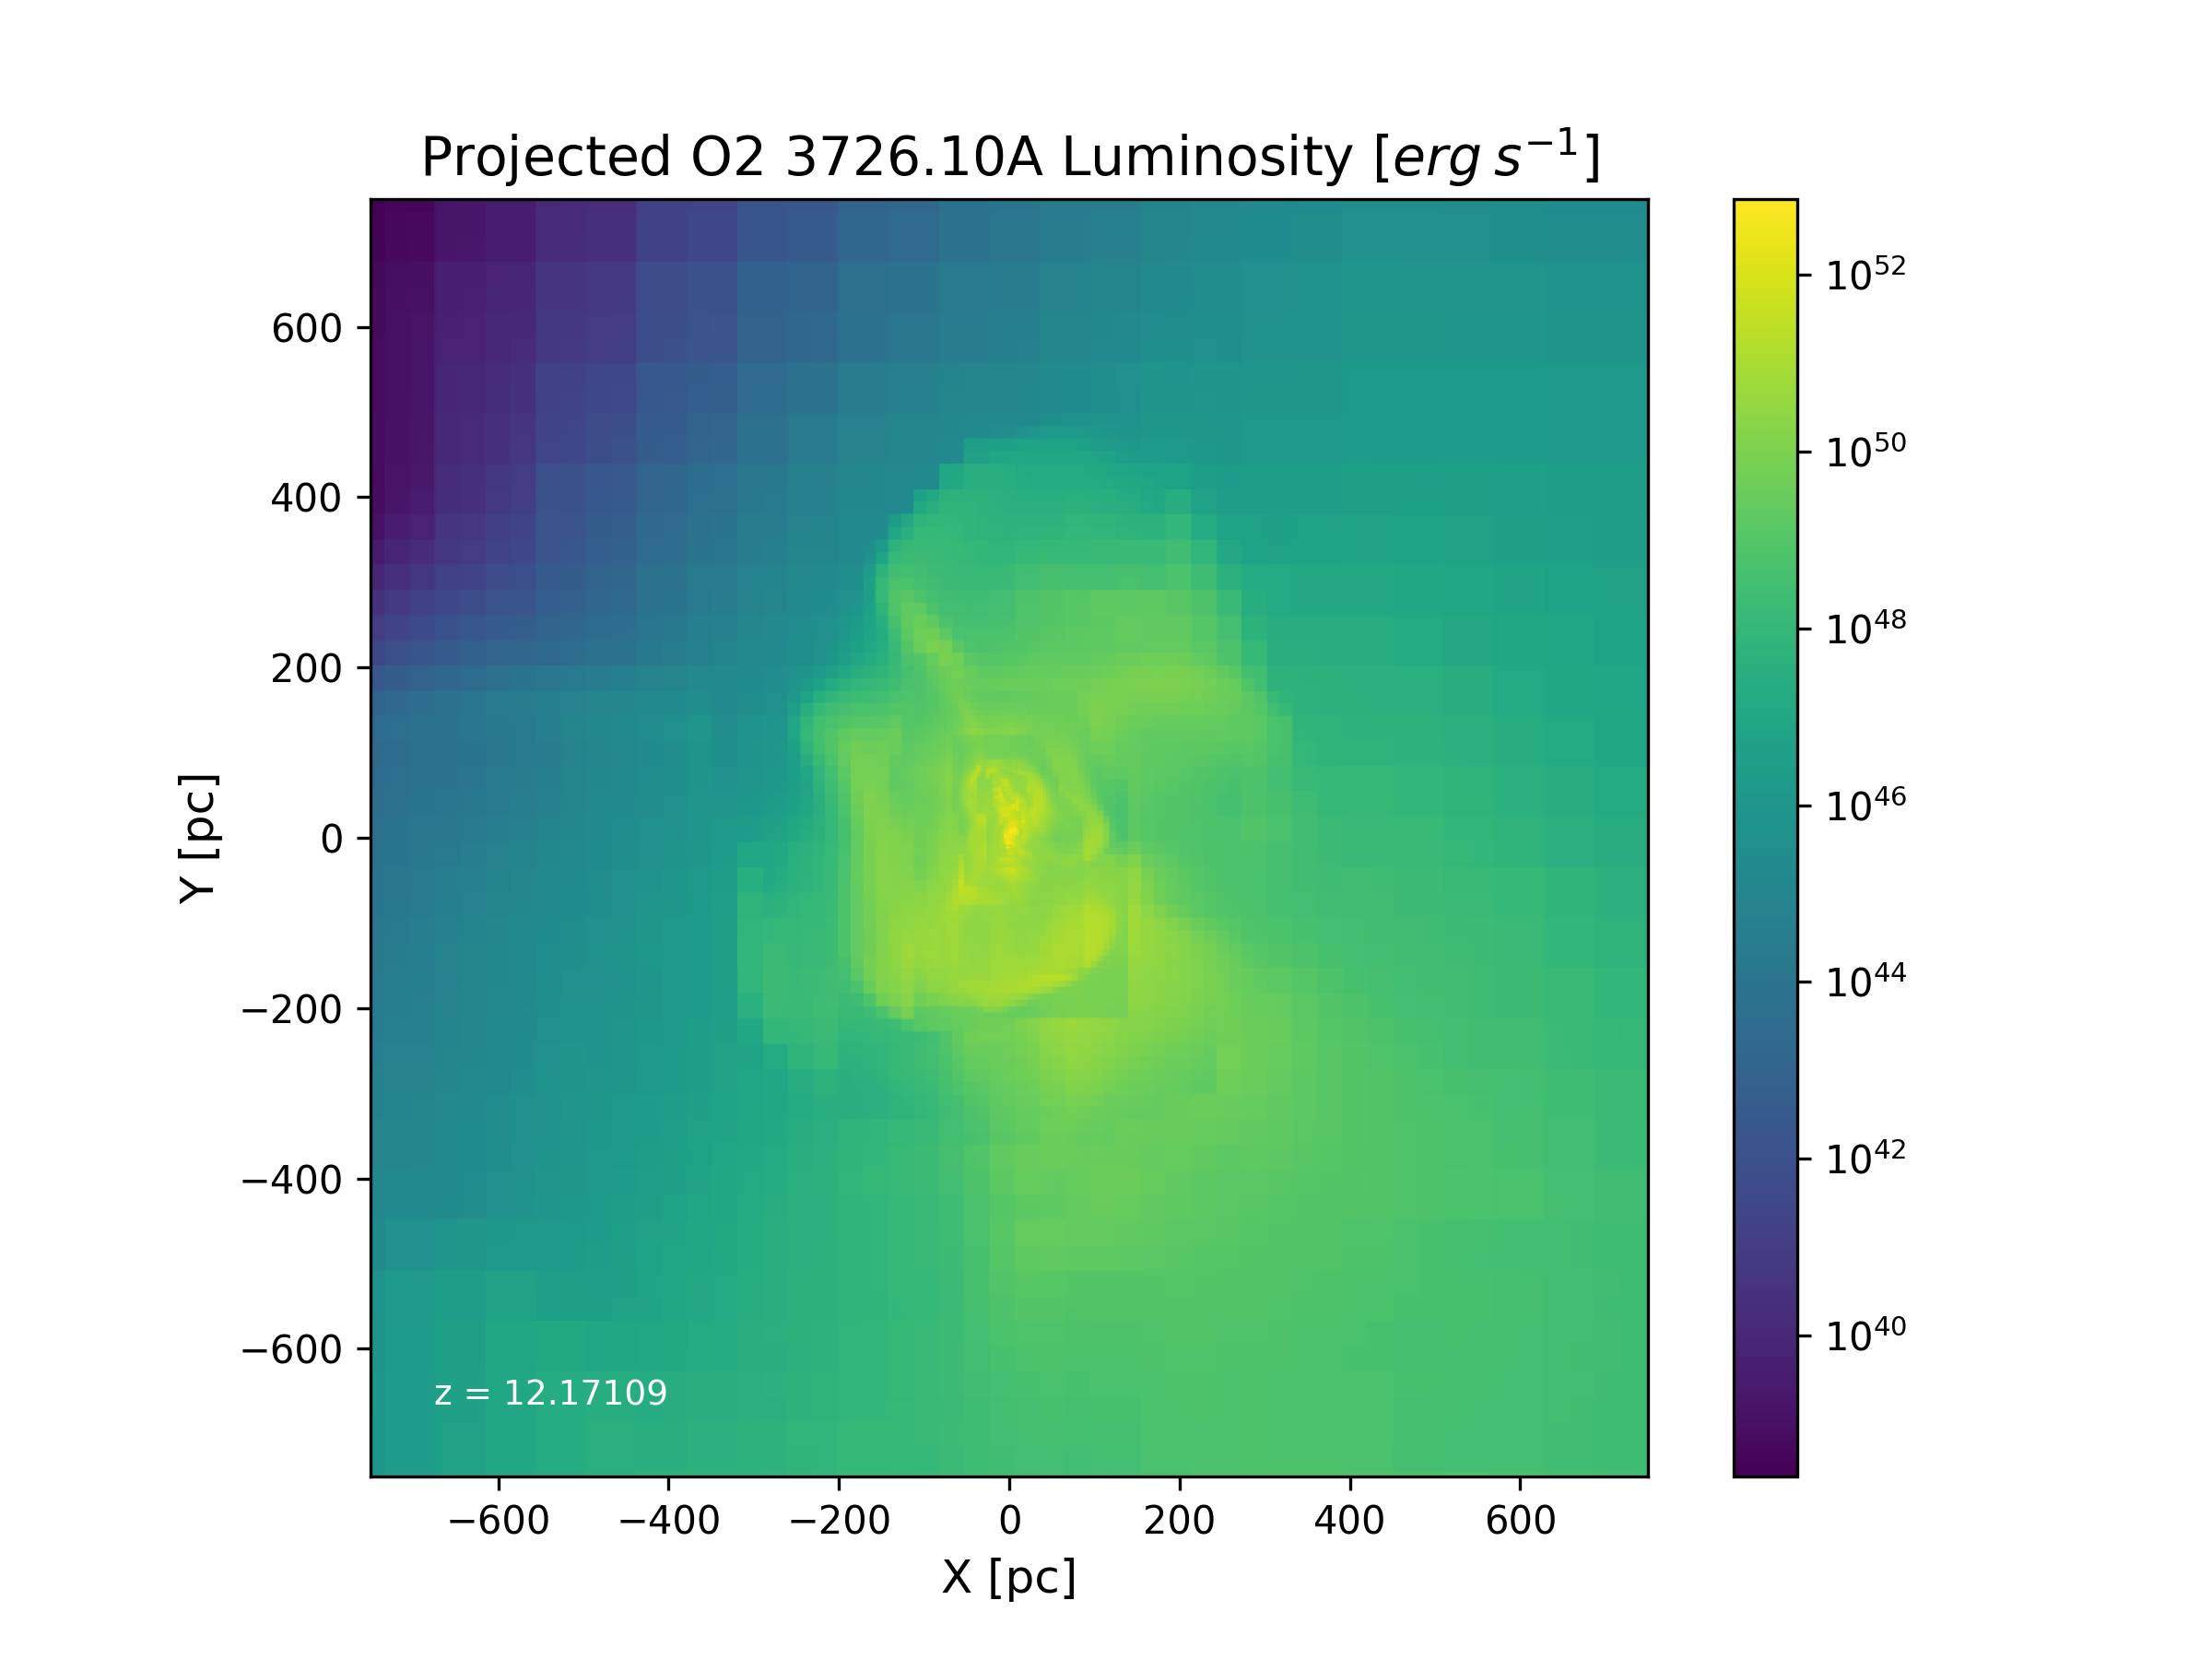 Projected O2 3726.10A Luminosity [erg s⁻¹]
Y [pc]
600
400
200
0
−200
−400
−600
z = 12.17109
−600 −400 −200 0 200 400 600
X [pc]
10⁵²
10⁵⁰
10⁴⁸
10⁴⁶
10⁴⁴
10⁴²
10⁴⁰